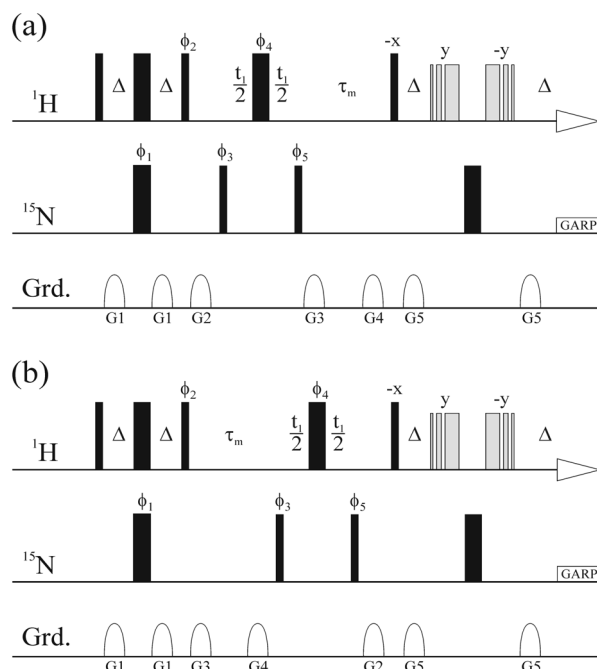 (a)
ϕ₂ ϕ₄ -x y -y
¹H Δ Δ t₁/2 t₁/2 τₘ Δ Δ
ϕ₁ ϕ₃ ϕ₅
¹⁵N GARP
Grd.
G1 G1 G2 G3 G4 G5 G5
(b)
ϕ₂ ϕ₄ -x y -y
¹H Δ Δ τₘ t₁/2 t₁/2 Δ Δ
ϕ₁ ϕ₃ ϕ₅
¹⁵N GARP
Grd.
G1 G1 G3 G4 G2 G5 G5